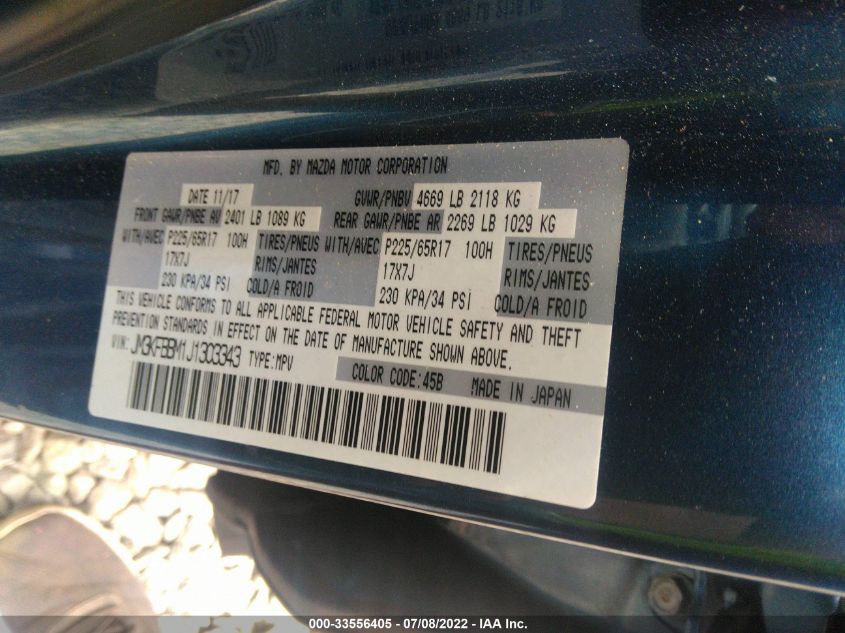 MFD. BY MAZDA MOTOR CORPORATION
DATE 11/17 GVWR/PNBV 4669 LB 2118 KG
FRONT GAWR/PNBE AV 2401 LB 1089 KG REAR GAWR/PNBE AR 2269 LB 1029 KG
WITH/AVEC P225/65R17 100H TIRES/PNEUS WITH/AVEC P225/65R17 100H TIRES/PNEUS
17X7J RIMS/JANTES 17X7J RIMS/JANTES
230 KPA/34 PSI COLD/A FROID 230 KPA/34 PSI COLD/A FROID
THIS VEHICLE CONFORMS TO ALL APPLICABLE FEDERAL MOTOR VEHICLE SAFETY AND THEFT
PREVENTION STANDARDS IN EFFECT ON THE DATE OF MANUFACTURE SHOWN ABOVE.
VIN: JM3KFBBM1J1303343 TYPE:MPV
COLOR CODE:45B MADE IN JAPAN
000-33556405 - 07/08/2022 - IAA Inc.